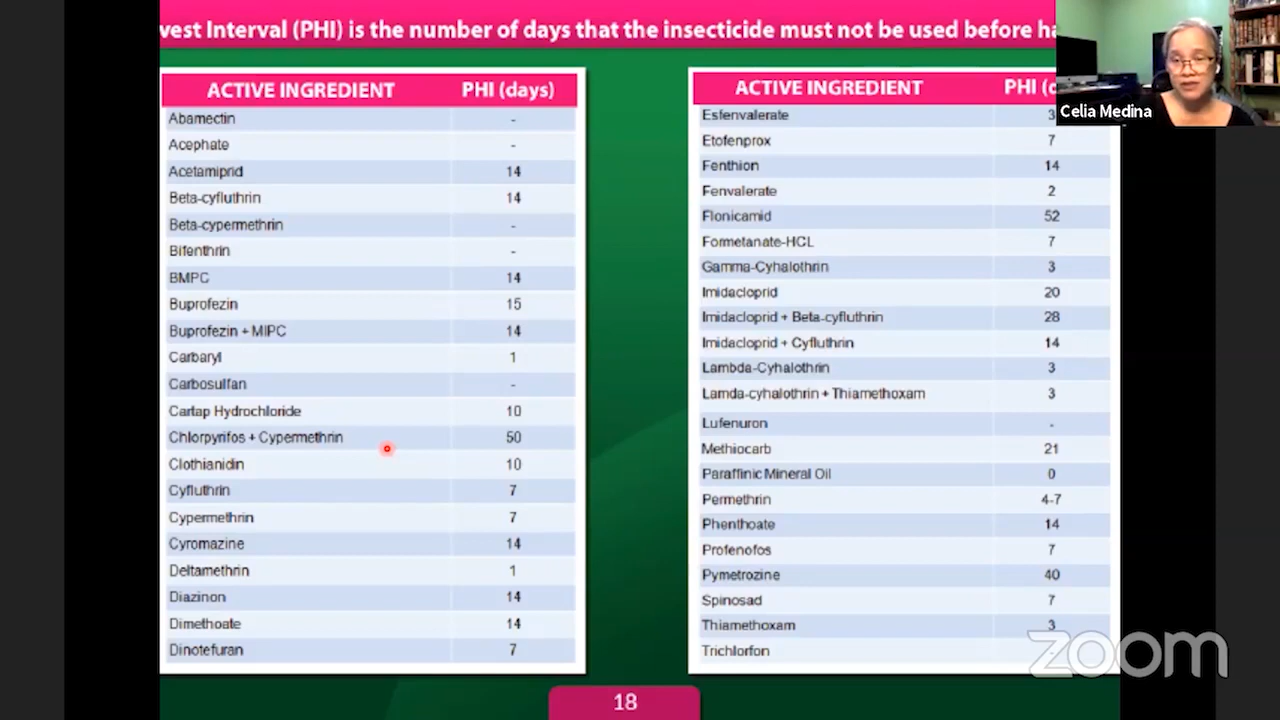 vest Interval (PHI) is the number of days that the insecticide must not be used before ha
ACTIVE INGREDIENT PHI (days)
Abamectin -
Acephate -
Acetamiprid 14
Beta-cyfluthrin 14
Beta-cypermethrin -
Bifenthrin -
BMPC 14
Buprofezin 15
Buprofezin + MIPC 14
Carbaryl 1
Carbosulfan -
Cartap Hydrochloride 10
Chlorpyrifos + Cypermethrin 50
Clothianidin 10
Cyfluthrin 7
Cypermethrin 7
Cyromazine 14
Deltamethrin 1
Diazinon 14
Dimethoate 14
Dinotefuran 7
ACTIVE INGREDIENT PHI (d
Esfenvalerate 3
Etofenprox 7
Fenthion 14
Fenvalerate 2
Flonicamid 52
Formetanate-HCL 7
Gamma-Cyhalothrin 3
Imidacloprid 20
Imidacloprid + Beta-cyfluthrin 28
Imidacloprid + Cyfluthrin 14
Lambda-Cyhalothrin 3
Lamda-cyhalothrin + Thiamethoxam 3
Lufenuron -
Methiocarb 21
Paraffinic Mineral Oil 0
Permethrin 4-7
Phenthoate 14
Profenofos 7
Pymetrozine 40
Spinosad 7
Thiamethoxam 3
Trichlorfon
18
Celia Medina
zoom